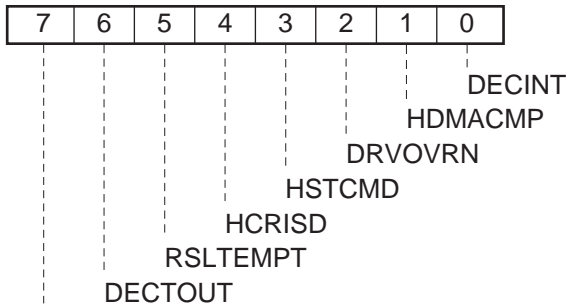 7 6 5 4 3 2 1 0
DECINT
HDMACMP
DRVOVRN
HSTCMD
HCRISD
RSLTEMPT
DECTOUT